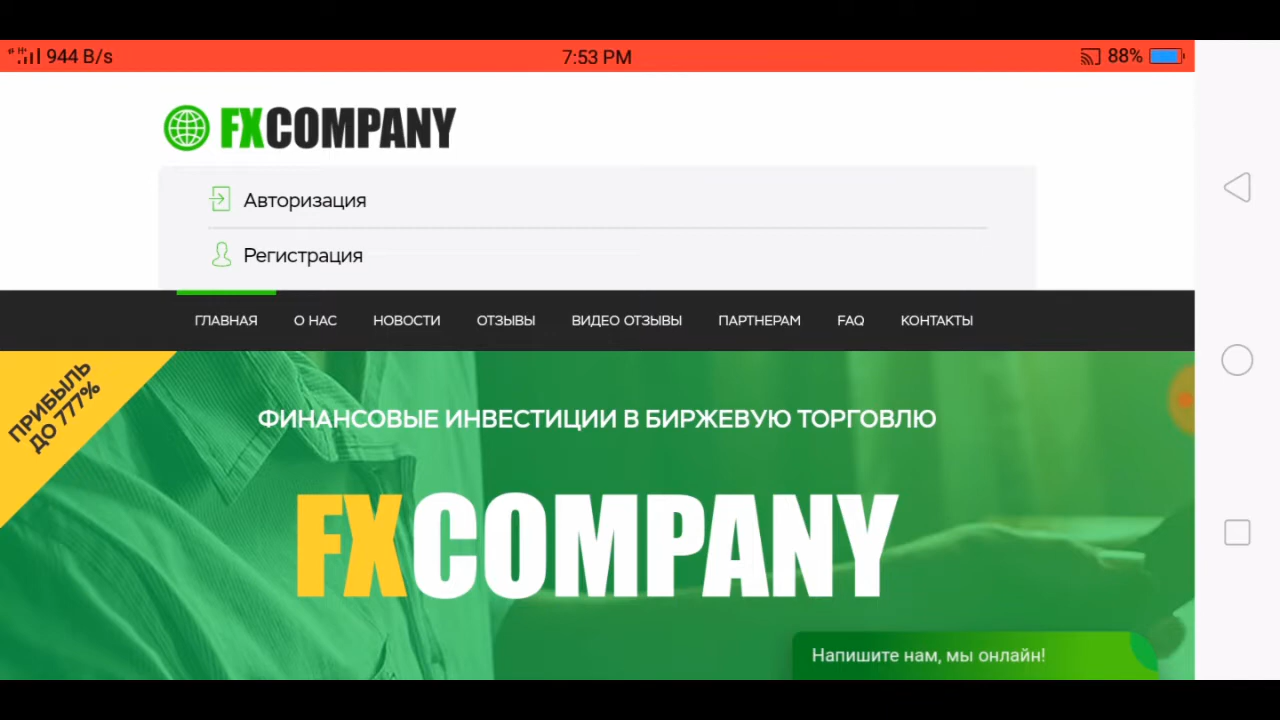 944 B/s
7:53 PM
88%
FXCOMPANY
Авторизация
Регистрация
ГЛАВНАЯ О НАС НОВОСТИ ОТЗЫВЫ ВИДЕО ОТЗЫВЫ ПАРТНЕРАМ FAQ КОНТАКТЫ
ПРИБЫЛЬ
ДО 777%
ФИНАНСОВЫЕ ИНВЕСТИЦИИ В БИРЖЕВУЮ ТОРГОВЛЮ
FXCOMPANY
Напишите нам, мы онлайн!